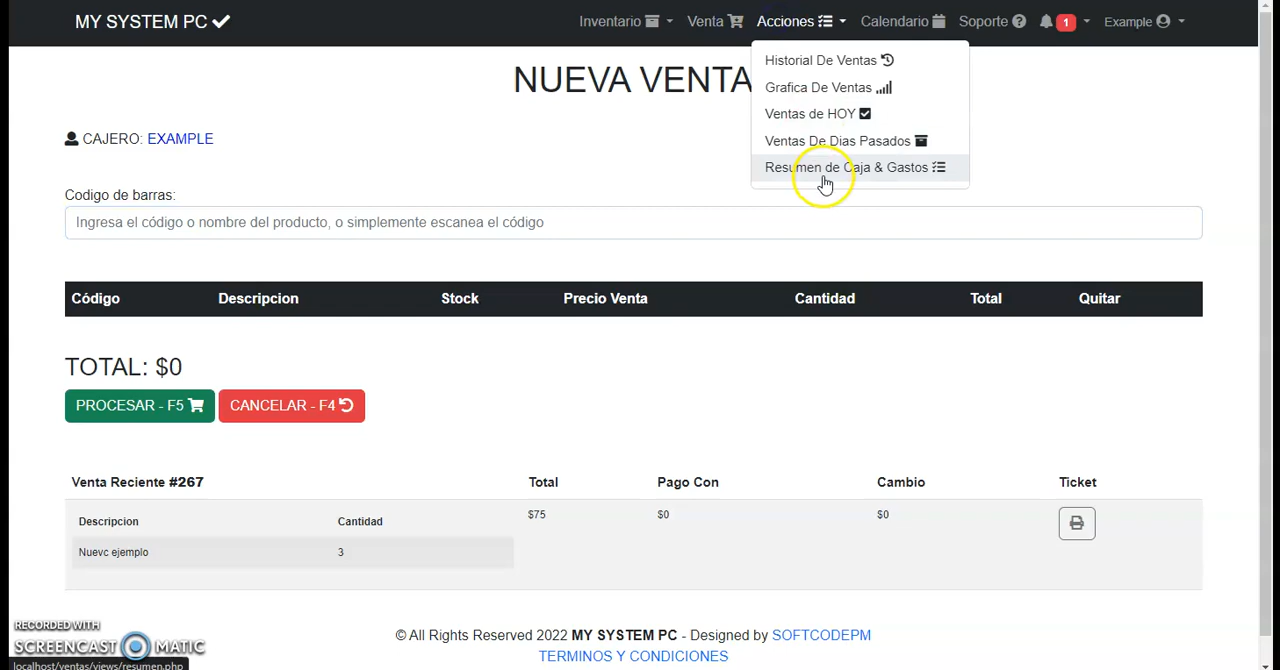 MY SYSTEM PC
Inventario Venta Acciones Calendario Soporte 1 Example
Historial De Ventas
Grafica De Ventas
Ventas de HOY
Ventas De Dias Pasados
Resumen de Caja & Gastos
NUEVA VENTA
CAJERO: EXAMPLE
Codigo de barras:
Ingresa el código o nombre del producto, o simplemente escanea el código
Código Descripcion Stock Precio Venta Cantidad Total Quitar
TOTAL: $0
PROCESAR - F5 CANCELAR - F4
Venta Reciente #267 Total Pago Con Cambio Ticket
Descripcion Cantidad $75 $0 $0
Nuevc ejemplo 3
© All Rights Reserved 2022 MY SYSTEM PC - Designed by SOFTCODEPM
TERMINOS Y CONDICIONES
RECORDED WITH
SCREENCAST MATIC
localhost/ventas/views/resumen.php